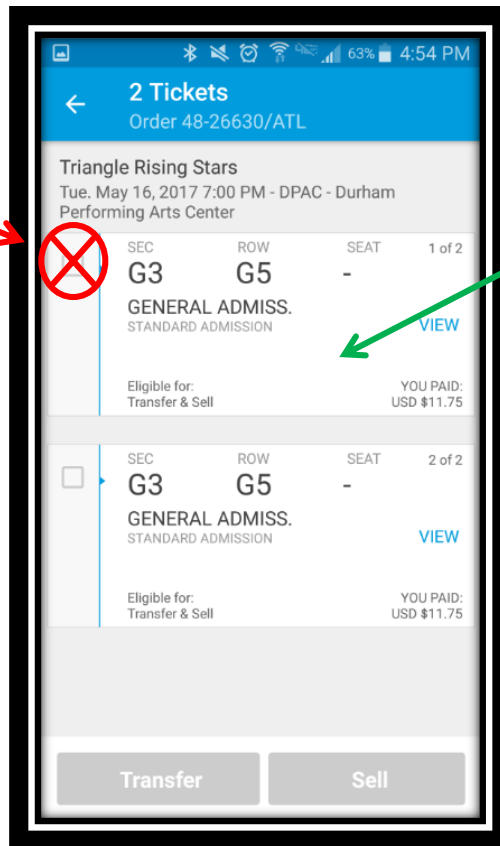 63% 4:54 PM
2 Tickets
Order 48-26630/ATL
Triangle Rising Stars
Tue. May 16, 2017 7:00 PM - DPAC - Durham
Performing Arts Center
SEC ROW SEAT 1 of 2
G3 G5 -
GENERAL ADMISS.
STANDARD ADMISSION VIEW
Eligible for: YOU PAID:
Transfer & Sell USD $11.75
SEC ROW SEAT 2 of 2
G3 G5 -
GENERAL ADMISS.
STANDARD ADMISSION VIEW
Eligible for: YOU PAID:
Transfer & Sell USD $11.75
Transfer Sell